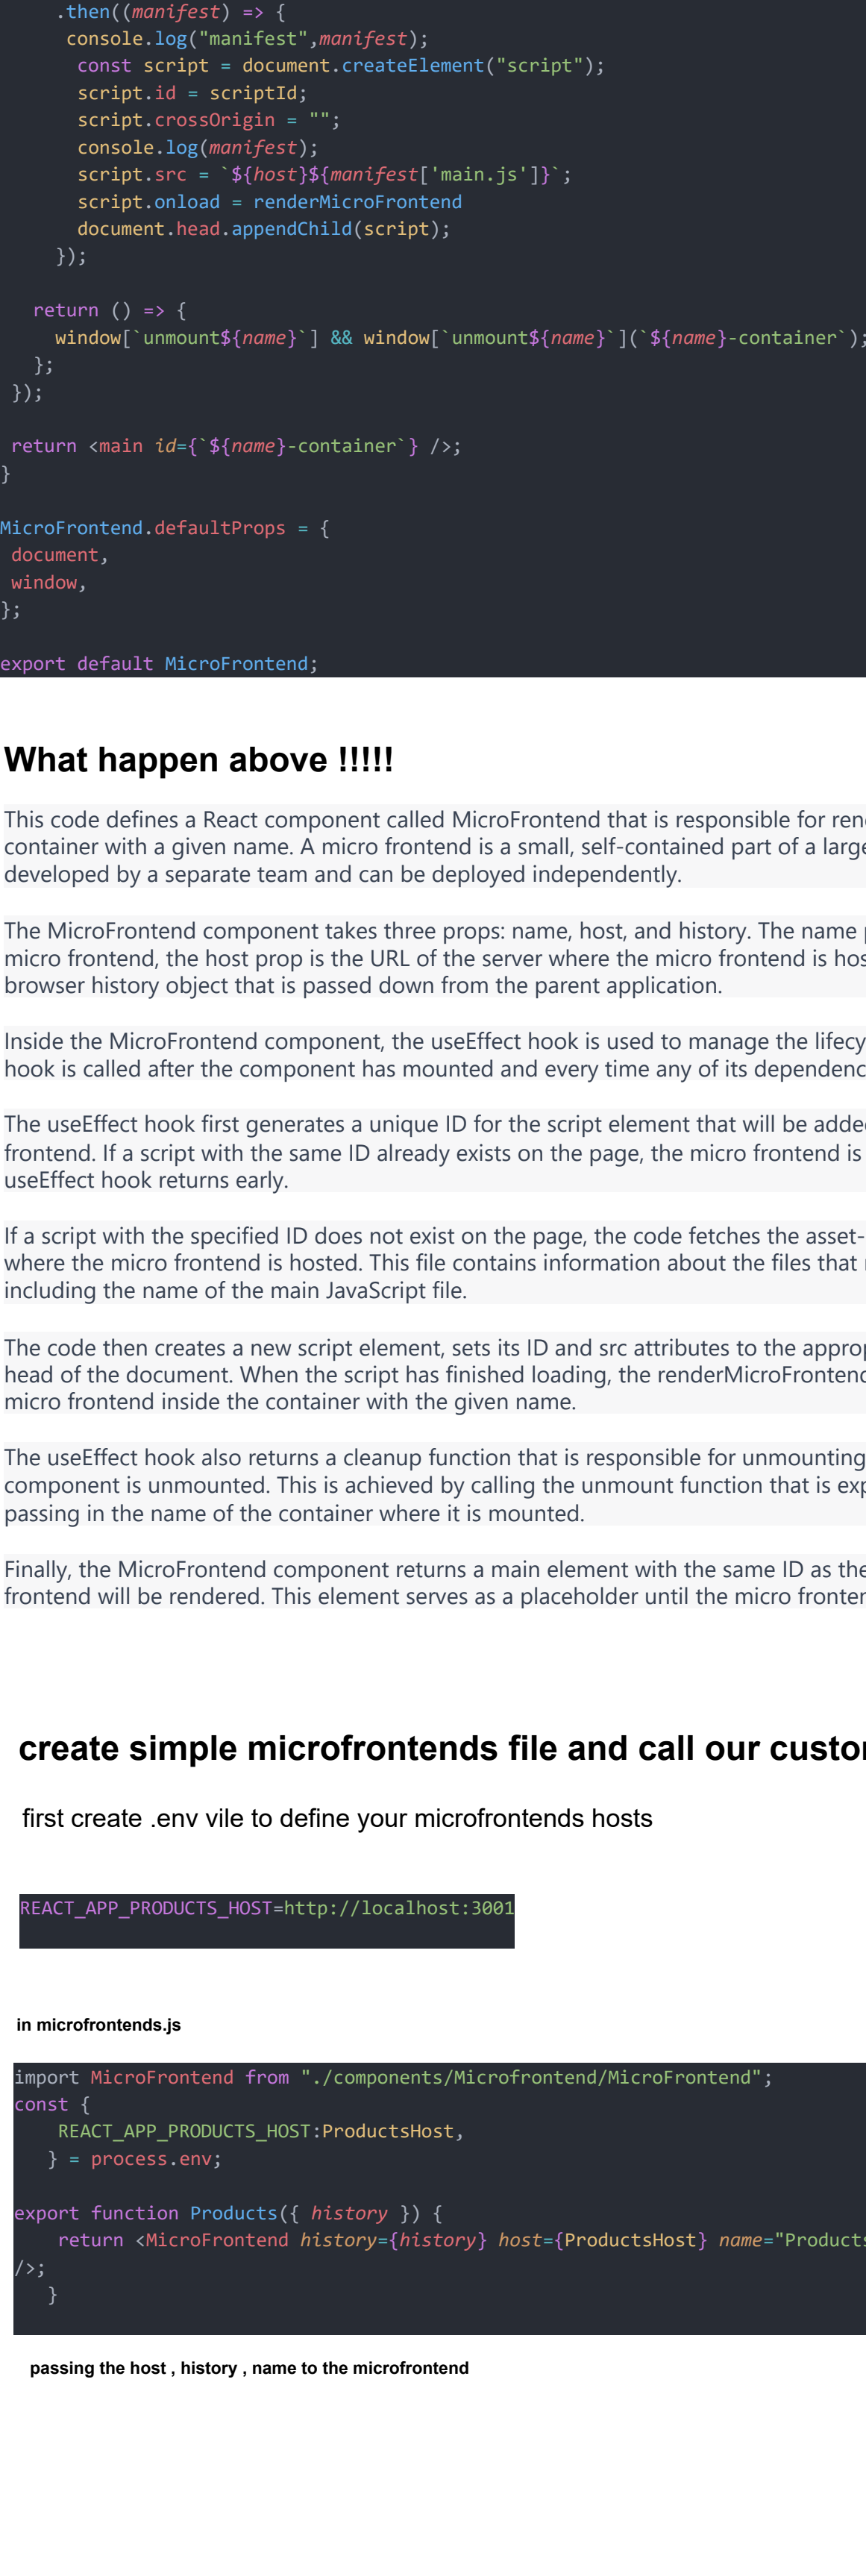 .then((manifest) => {
console.log("manifest",manifest);
const script = document.createElement("script");
script.id = scriptId;
script.crossOrigin = "";
console.log(manifest);
script.src = `${host}${manifest['main.js']}`;
script.onload = renderMicroFrontend
document.head.appendChild(script);
});
return () => {
window[`unmount${name}`] && window[`unmount${name}`](`${name}-container`);
};
});
return <main id={`${name}-container`} />;
}
MicroFrontend.defaultProps = {
document,
window,
};
export default MicroFrontend;
What happen above !!!!!
This code defines a React component called MicroFrontend that is responsible for
container with a given name. A micro frontend is a small, self-contained part of a
developed by a separate team and can be deployed independently.
The MicroFrontend component takes three props: name, host, and history. The name
micro frontend, the host prop is the URL of the server where the micro frontend is
browser history object that is passed down from the parent application.
Inside the MicroFrontend component, the useEffect hook is used to manage the
hook is called after the component has mounted and every time any of its
The useEffect hook first generates a unique ID for the script element that will be
frontend. If a script with the same ID already exists on the page, the micro frontend is
useEffect hook returns early.
If a script with the specified ID does not exist on the page, the code fetches the asset-
where the micro frontend is hosted. This file contains information about the files that
including the name of the main JavaScript file.
The code then creates a new script element, sets its ID and src attributes to the
head of the document. When the script has finished loading, the renderMicroFrontend
micro frontend inside the container with the given name.
The useEffect hook also returns a cleanup function that is responsible for unmounting
component is unmounted. This is achieved by calling the unmount function that is
passing in the name of the container where it is mounted.
Finally, the MicroFrontend component returns a main element with the same ID as the
frontend will be rendered. This element serves as a placeholder until the micro
create simple microfrontends file and call our
first create .env vile to define your microfrontends hosts
REACT_APP_PRODUCTS_HOST=http://localhost:3001
in microfrontends.js
import MicroFrontend from "./components/Microfrontend/MicroFrontend";
const {
REACT_APP_PRODUCTS_HOST:ProductsHost,
} = process.env;
export function Products({ history }) {
return <MicroFrontend history={history} host={ProductsHost} name="Products
/>;
}
passing the host , history , name to the microfrontend